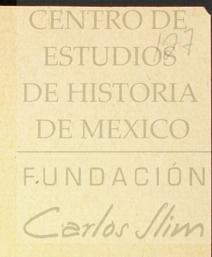 CENTRO DE
ESTUDIOS
DE HISTORIA
DE MEXICO
FUNDACIÓN
Carlos Slim